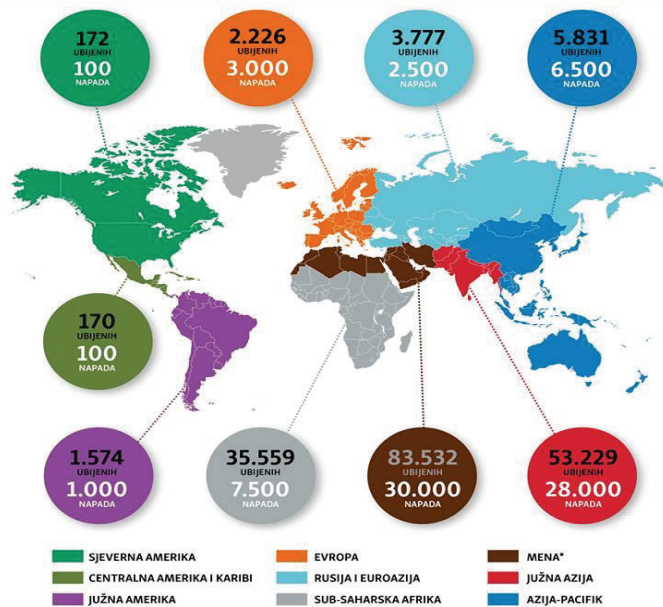 172
UBIJENIH
100
NAPADA
2.226
UBIJENIH
3.000
NAPADA
3.777
UBIJENIH
2.500
NAPADA
5.831
UBIJENIH
6.500
NAPADA
170
UBIJENIH
100
NAPADA
1.574
UBIJENIH
1.000
NAPADA
35.559
UBIJENIH
7.500
NAPADA
83.532
UBIJENIH
30.000
NAPADA
53.229
UBIJENIH
28.000
NAPADA
SJEVERNA AMERIKA
CENTRALNA AMERIKA I KARIBI
JUŽNA AMERIKA
EVROPA
RUSIJA I EUROAZIJA
SUB-SAHARSKA AFRIKA
MENA*
JUŽNA AZIJA
AZIJA-PACIFIK